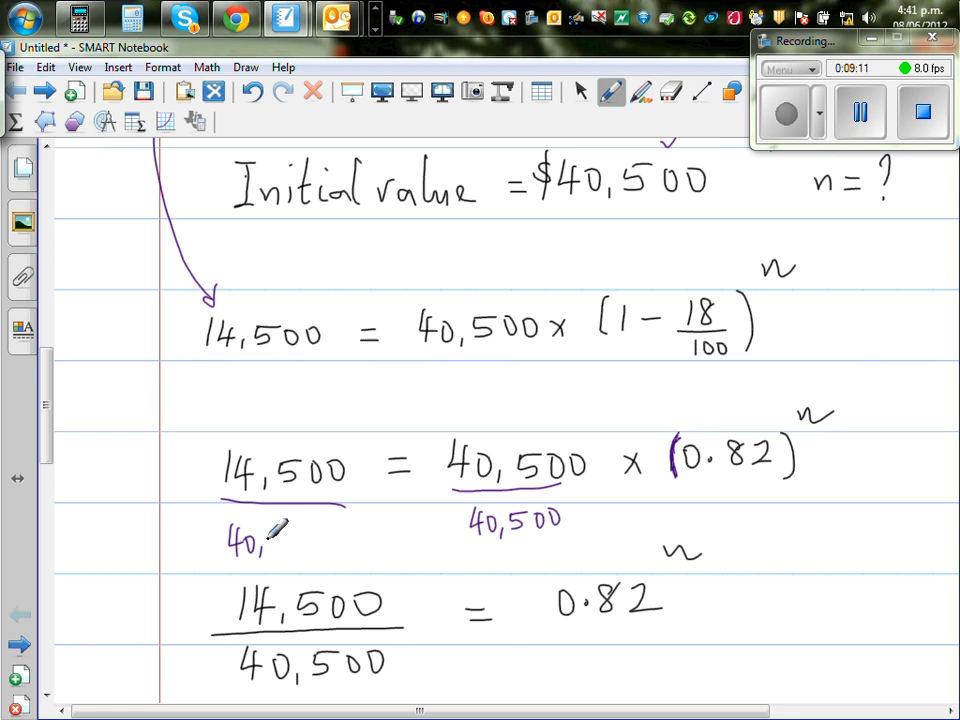 4:41 p.m.
08/06/2012
Untitled * - SMART Notebook
Recording...
File Edit View Insert Format Math Draw Help
Menu 0:09:11 8.0 fps
Initial value = $40,500 n = ?
14,500 = 40,500 × (1 - 18/100)^n
14,500 = 40,500 × (0.82)^n
40, 40,500
14,500 = 0.82^n
40,500